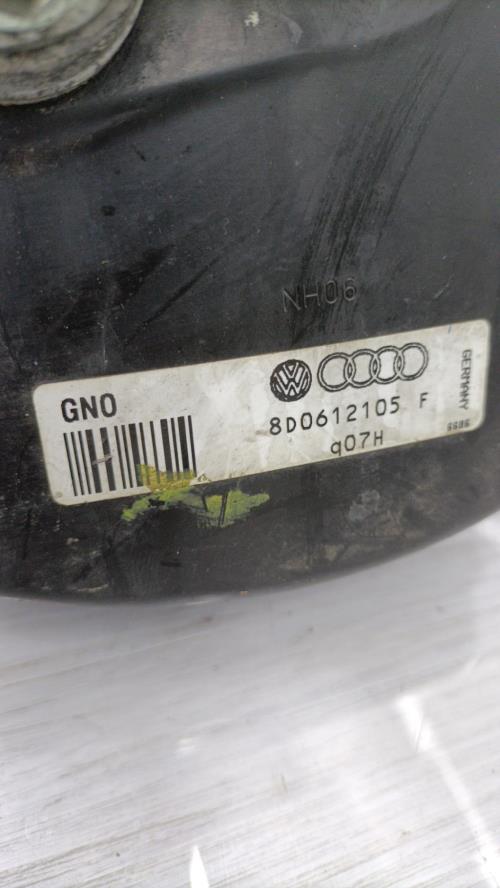 NH06
GNO
8D0612105 F
q07H
GERMANY